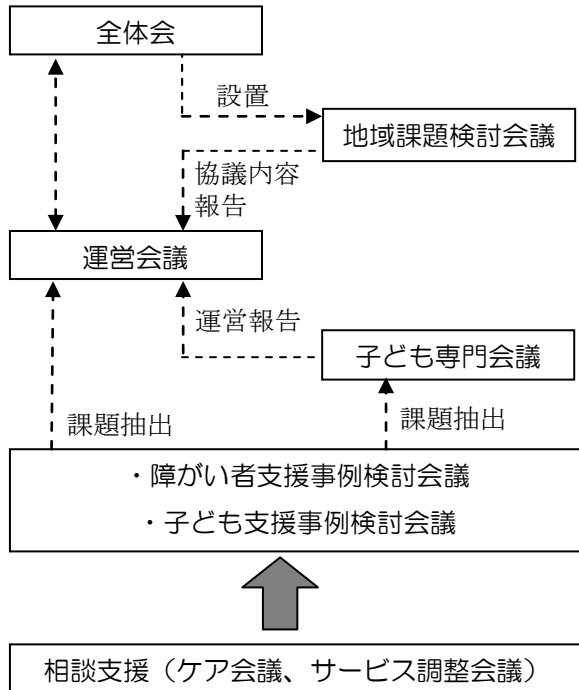 全体会
設置
地域課題検討会議
協議内容
報告
運営会議
運営報告
子ども専門会議
課題抽出
課題抽出
・障がい者支援事例検討会議
・子ども支援事例検討会議
相談支援（ケア会議、サービス調整会議）